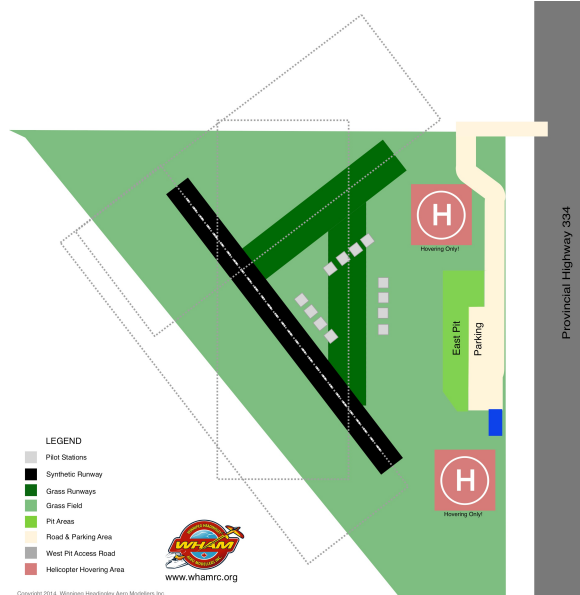 H
Hovering Only!
Provincial Highway 334
East Pit
Parking
H
Hovering Only!
LEGEND
Pilot Stations
Synthetic Runway
Grass Runways
Grass Field
Pit Areas
Road & Parking Area
West Pit Access Road
Helicopter Hovering Area
WHAM
www.whamrc.org
Copyright 2014 Winnipeg Headingley Aero Modellers Inc